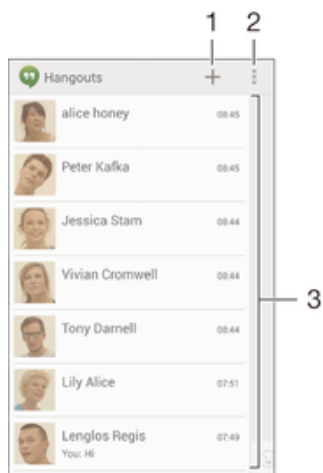 1 2
Hangouts
alice honey 08:45
Peter Kafka 08:45
Jessica Stam 08:44
Vivian Cromwell 08:44
3
Tony Darnell 08:44
Lily Alice 07:51
Lenglos Regis 07:49
You: Hi